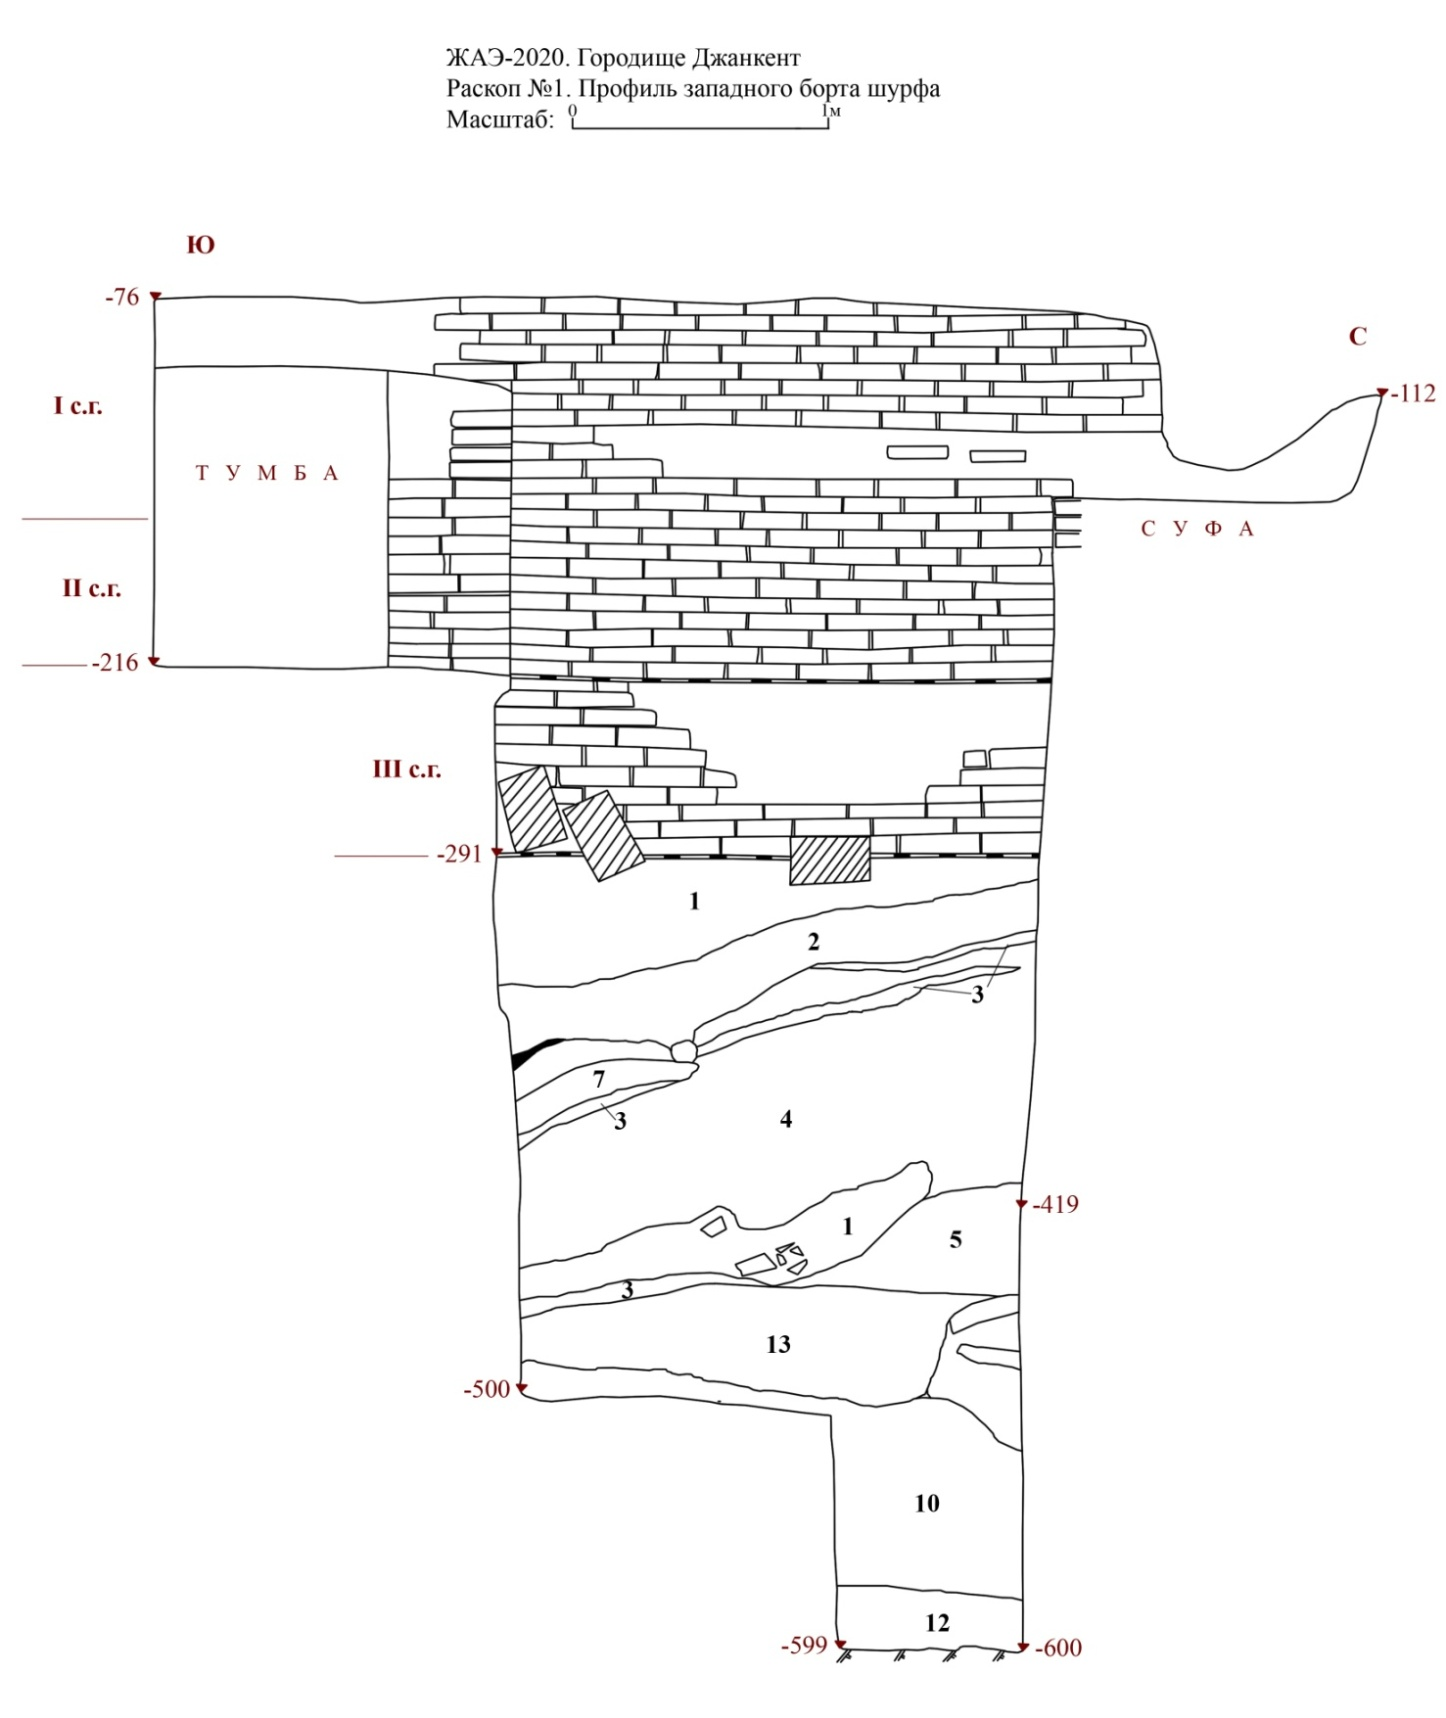 ЖАЭ-2020. Городище Джанкент
Раскоп №1. Профиль западного борта шурфа
Масштаб: 0 1м
Ю
-76
С
-112
I с.г.
Т У М Б А
С У Ф А
II с.г.
-216
III с.г.
-291
1
2
3
7
3
4
-419
1
5
3
13
-500
10
12
-599
-600